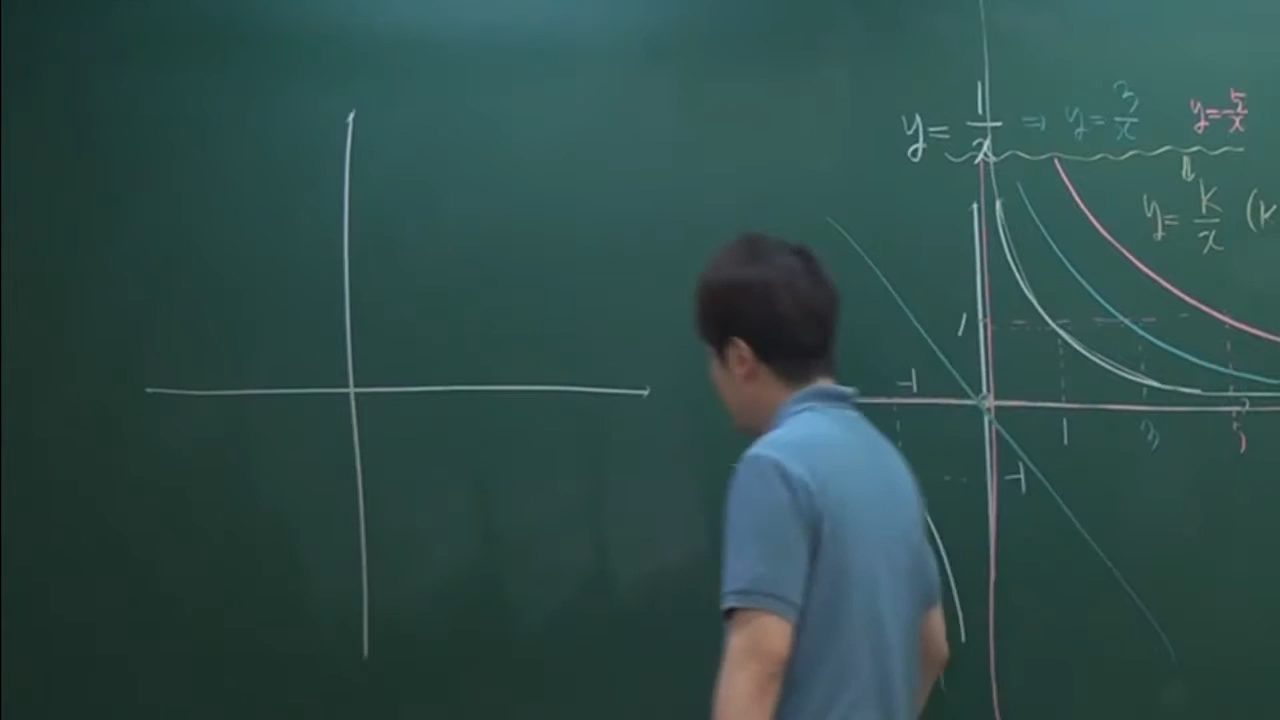 y = 1/x ⇒ y = 3/x y = 5/x
⇓
y = k/x (k
1
-1
1 3 5
-1